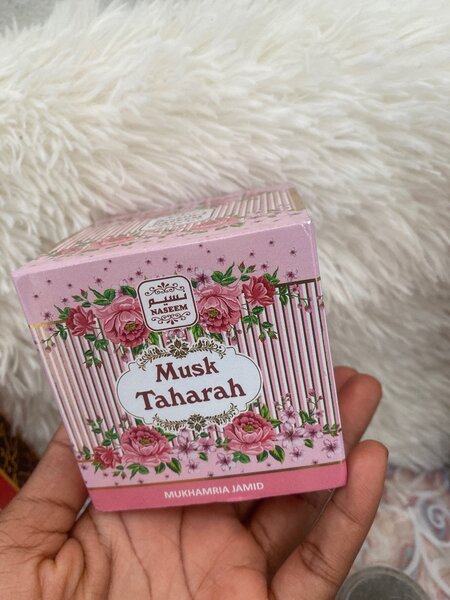 نسيم
NASEEM
Musk
Taharah
MUKHAMRIA JAMID